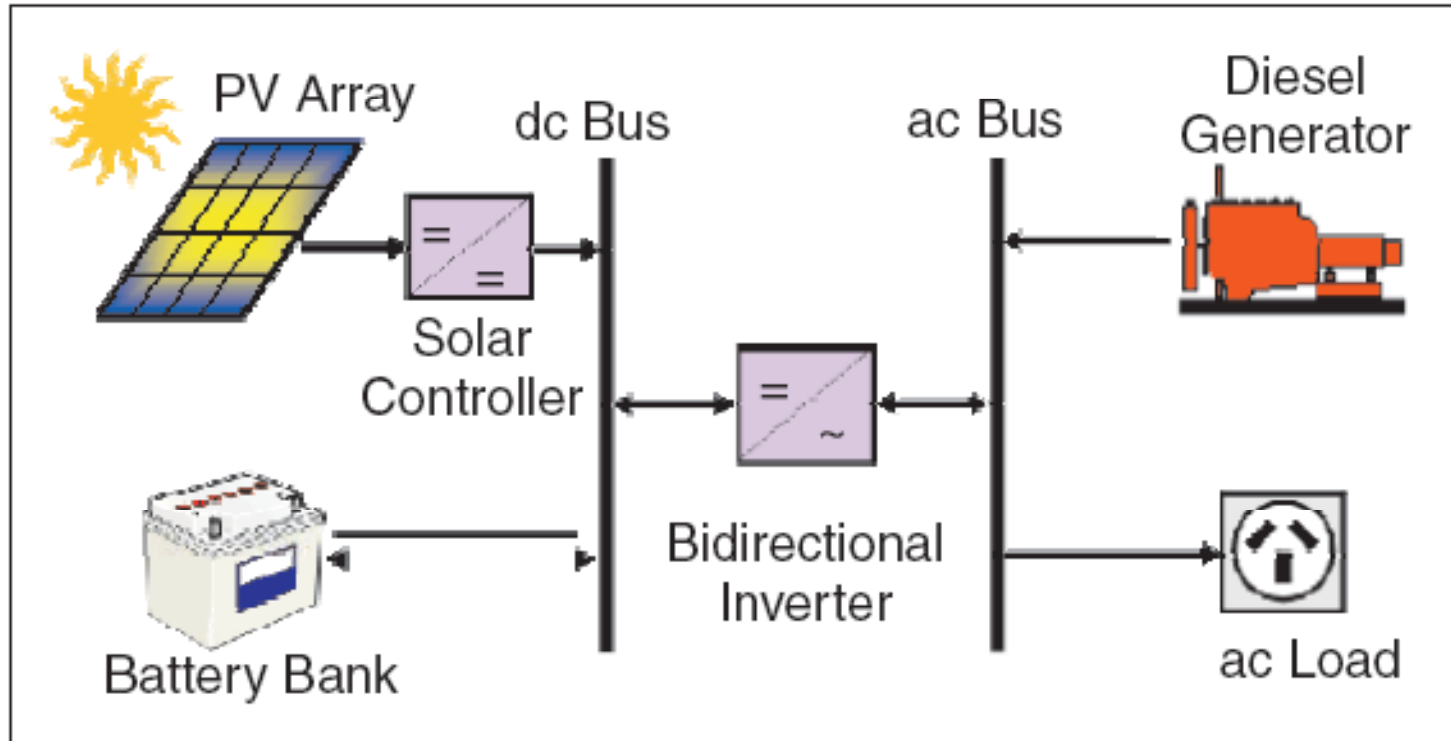 PV Array
dc Bus
ac Bus
Diesel
Generator
=
=
Solar
Controller
=
~
Bidirectional
Inverter
Battery Bank
ac Load